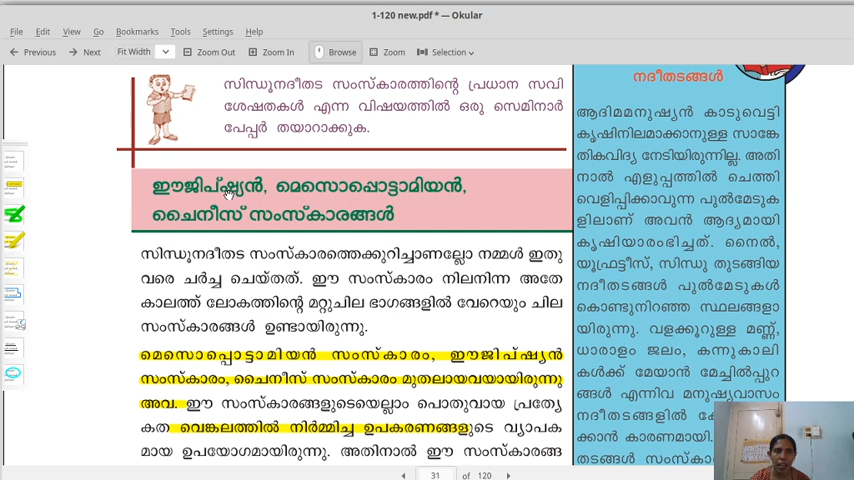 1-120 new.pdf * — Okular
File Edit View Go Bookmarks Tools Settings Help
Previous Next Fit Width Zoom Out Zoom In Browse Zoom Selection
സിന്ധുനദീതട സംസ്കാരത്തിന്റെ പ്രധാന സവി
ശേഷതകൾ എന്ന വിഷയത്തിൽ ഒരു സെമിനാർ
പേപ്പർ തയാറാക്കുക.
ഈജിപ്ഷ്യൻ, മെസൊപ്പൊട്ടാമിയൻ,
ചൈനീസ് സംസ്കാരങ്ങൾ
സിന്ധുനദീതട സംസ്കാരത്തെക്കുറിച്ചാണല്ലോ നമ്മൾ ഇതു
വരെ ചർച്ച ചെയ്തത്. ഈ സംസ്കാരം നിലനിന്ന അതേ
കാലത്ത് ലോകത്തിന്റെ മറ്റുചില ഭാഗങ്ങളിൽ വേറെയും ചില
സംസ്കാരങ്ങൾ ഉണ്ടായിരുന്നു.
മെസൊപ്പൊട്ടാമിയൻ സംസ്കാരം, ഈജിപ്ഷ്യൻ
സംസ്കാരം, ചൈനീസ് സംസ്കാരം മുതലായവയായിരുന്നു
അവ. ഈ സംസ്കാരങ്ങളുടെയെല്ലാം പൊതുവായ പ്രത്യേ
കത വെങ്കലത്തിൽ നിർമ്മിച്ച ഉപകരണങ്ങളുടെ വ്യാപക
മായ ഉപയോഗമായിരുന്നു. അതിനാൽ ഈ സംസ്കാരങ്ങ
നദീതടങ്ങൾ
ആദിമമനുഷ്യൻ കാടുവെട്ടി
കൃഷിനിലമാക്കാനുള്ള സാങ്കേ
തികവിദ്യ നേടിയിരുന്നില്ല. അതി
നാൽ എളുപ്പത്തിൽ ചെത്തി
വെളിപ്പിക്കാവുന്ന പുൽമേടുക
ളിലാണ് അവൻ ആദ്യമായി
കൃഷിയാരംഭിച്ചത്. നൈൽ,
യൂഫ്രട്ടീസ്, സിന്ധു തുടങ്ങിയ
നദീതടങ്ങൾ പുൽമേടുകൾ
കൊണ്ടുനിറഞ്ഞ സ്ഥലങ്ങളാ
യിരുന്നു. വളക്കൂറുള്ള മണ്ണ്,
ധാരാളം ജലം, കന്നുകാലി
കൾക്ക് മേയാൻ മേച്ചിൽപ്പുറ
ങ്ങൾ എന്നിവ മനുഷ്യവാസം
നദീതടങ്ങളിൽ
ക്കാൻ കാരണമായി.
തടങ്ങൾ
31 of 120